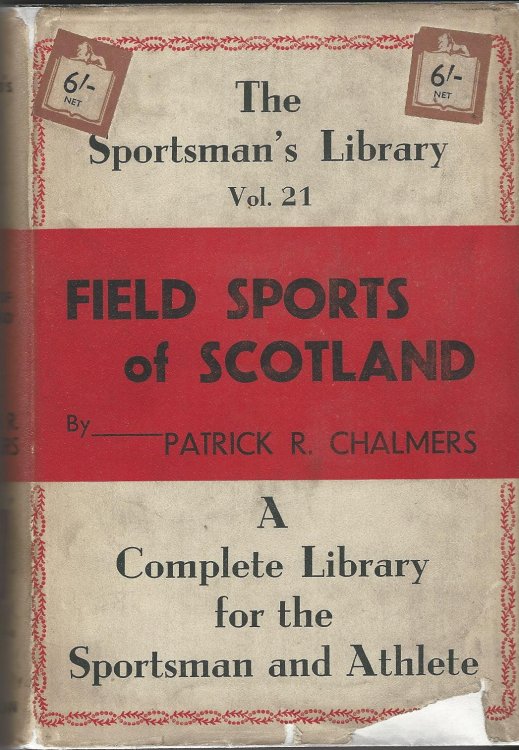 6/-
NET
6/-
NET
The
Sportsman's Library
Vol. 21
FIELD SPORTS
of SCOTLAND
By PATRICK R. CHALMERS
A
Complete Library
for the
Sportsman and Athlete